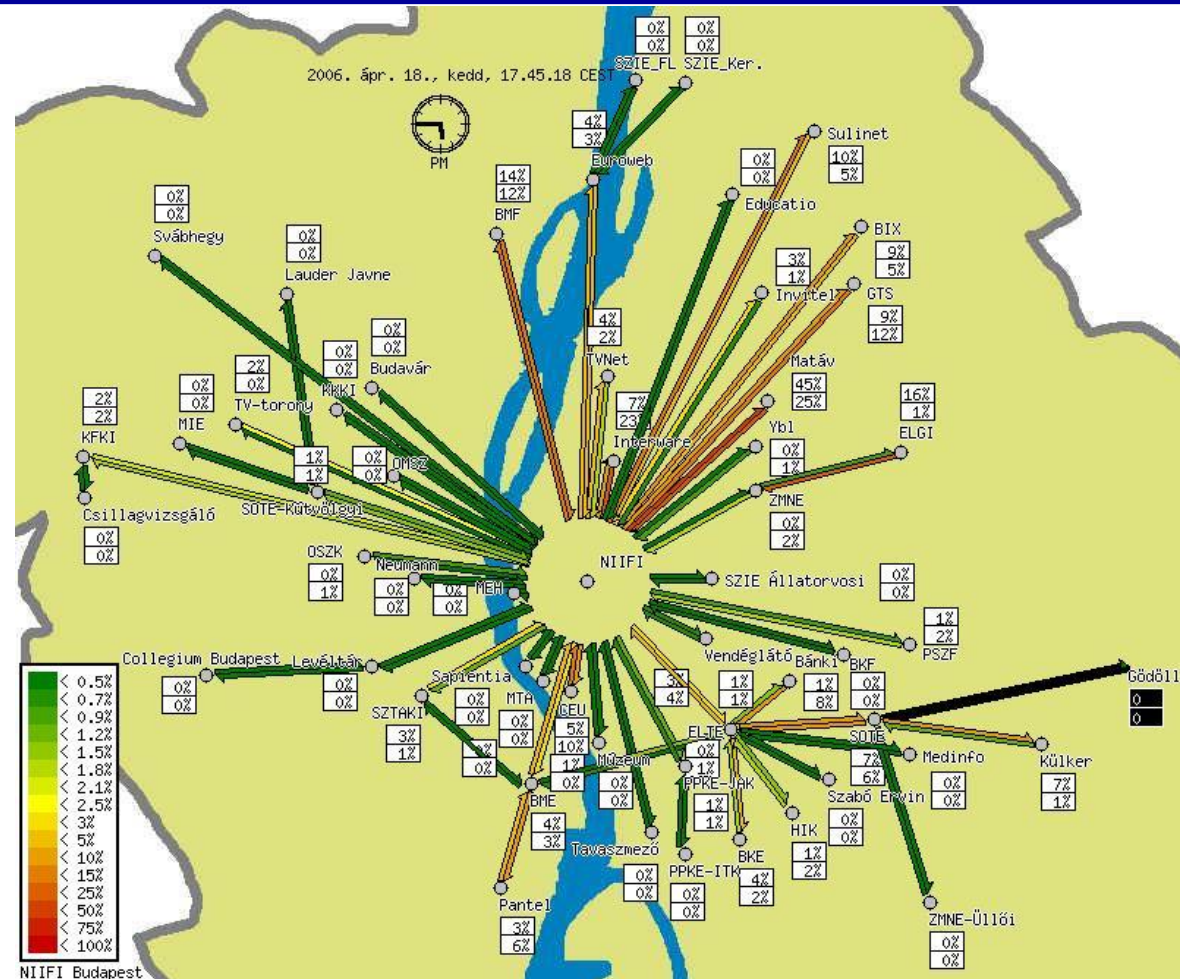 0%
0%
0%
0%
SZIE_FL SZIE_Ker.
2006. ápr. 18., kedd, 17.45.18 CEST
PM
4%
3%
Euroweb
Sulinet
10%
5%
0%
0%
Educatio
14%
12%
BMF
0%
0%
Svábhegy
0%
0%
Lauder Javne
BIX
9%
5%
3%
1%
Invitel
GTS
9%
12%
4%
2%
TVNet
0%
0%
Budavár
0%
0%
KKKI
2%
0%
TV-torony
0%
0%
MIE
2%
2%
KFKI
Matáv
45%
25%
7%
23%
Interware
Ybl
0%
1%
16%
1%
ELGI
1%
1%
SOTE-Kútvölgyi
0%
0%
OMSZ
ZMNE
0%
2%
Csillagvizsgáló
0%
0%
OSZK
0%
1%
Neumann
0%
0%
MEH
0%
0%
NIIFI
SZIE Állatorvosi
0%
0%
1%
2%
PSZF
Vendéglátó
Bánki
1%
8%
BKF
0%
0%
Collegium Budapest
0%
0%
Levéltár
0%
0%
Sapientia
0%
0%
MTA
0%
0%
CEU
5%
10%
SZTAKI
3%
1%
3%
4%
1%
1%
ELTE
SOTE
7%
6%
Gödöll
0
0
Külker
7%
1%
Medinfo
0%
0%
Szabó Ervin
0%
0%
0%
0%
1%
0%
BME
4%
3%
Múzeum
0%
0%
0%
1%
PPKE-JAK
1%
1%
HIK
1%
2%
BKE
4%
2%
Tavaszmező
0%
0%
PPKE-ITK
0%
0%
Pantel
3%
6%
ZMNE-Üllői
0%
0%
< 0.5%
< 0.7%
< 0.9%
< 1.2%
< 1.5%
< 1.8%
< 2.1%
< 2.5%
< 3%
< 5%
< 10%
< 15%
< 25%
< 50%
< 75%
< 100%
NIIFI Budapest